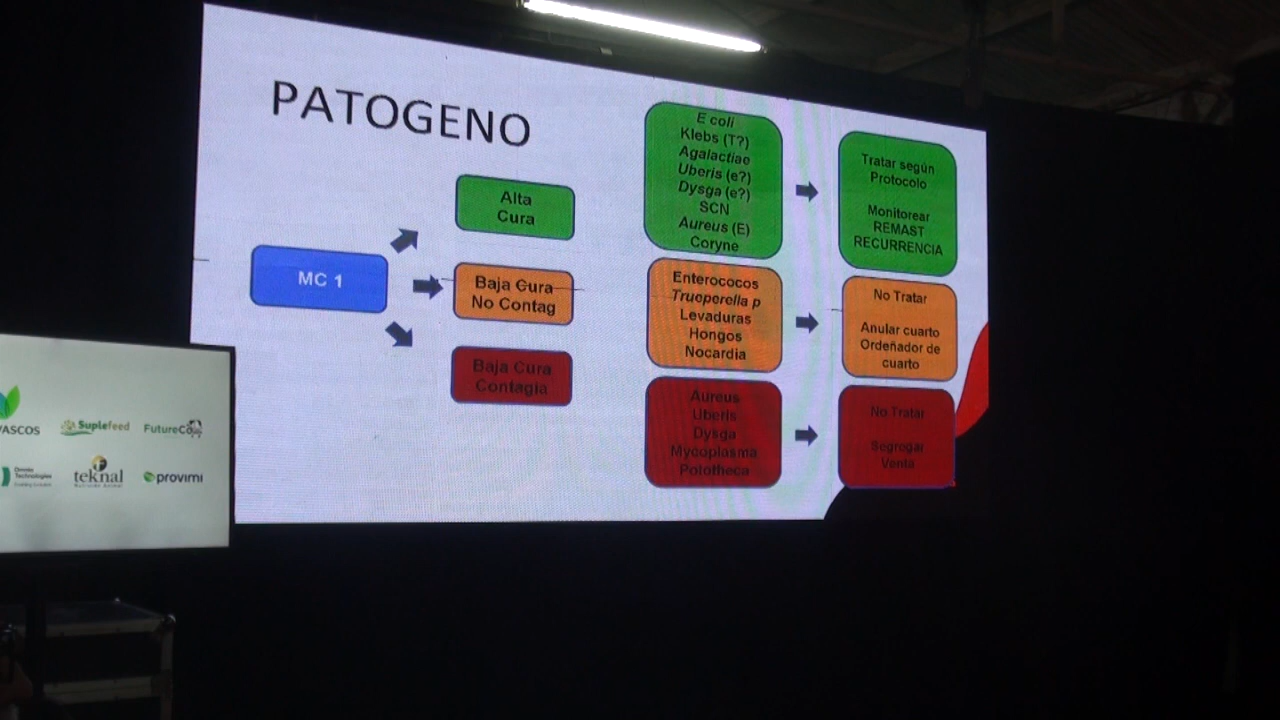 PATOGENO
MC 1
Alta
Cura
Baja Cura
No Contag
Baja Cura
Contagia
E coli
Klebs (T?)
Agalactiae
Uberis (e?)
Dysga (e?)
SCN
Aureus (E)
Coryne
Tratar según
Protocolo
Monitorear
REMAST
RECURRENCIA
Enterococos
Trueperella p
Levaduras
Hongos
Nocardia
No Tratar
Anular cuarto
Ordeñador de
cuarto
Aureus
Uberis
Dysga
Mycoplasma
Pototheca
No Tratar
Segregar
Venta
VASCOS
Suplefeed
FutureCow
Technologies
teknal
provimi